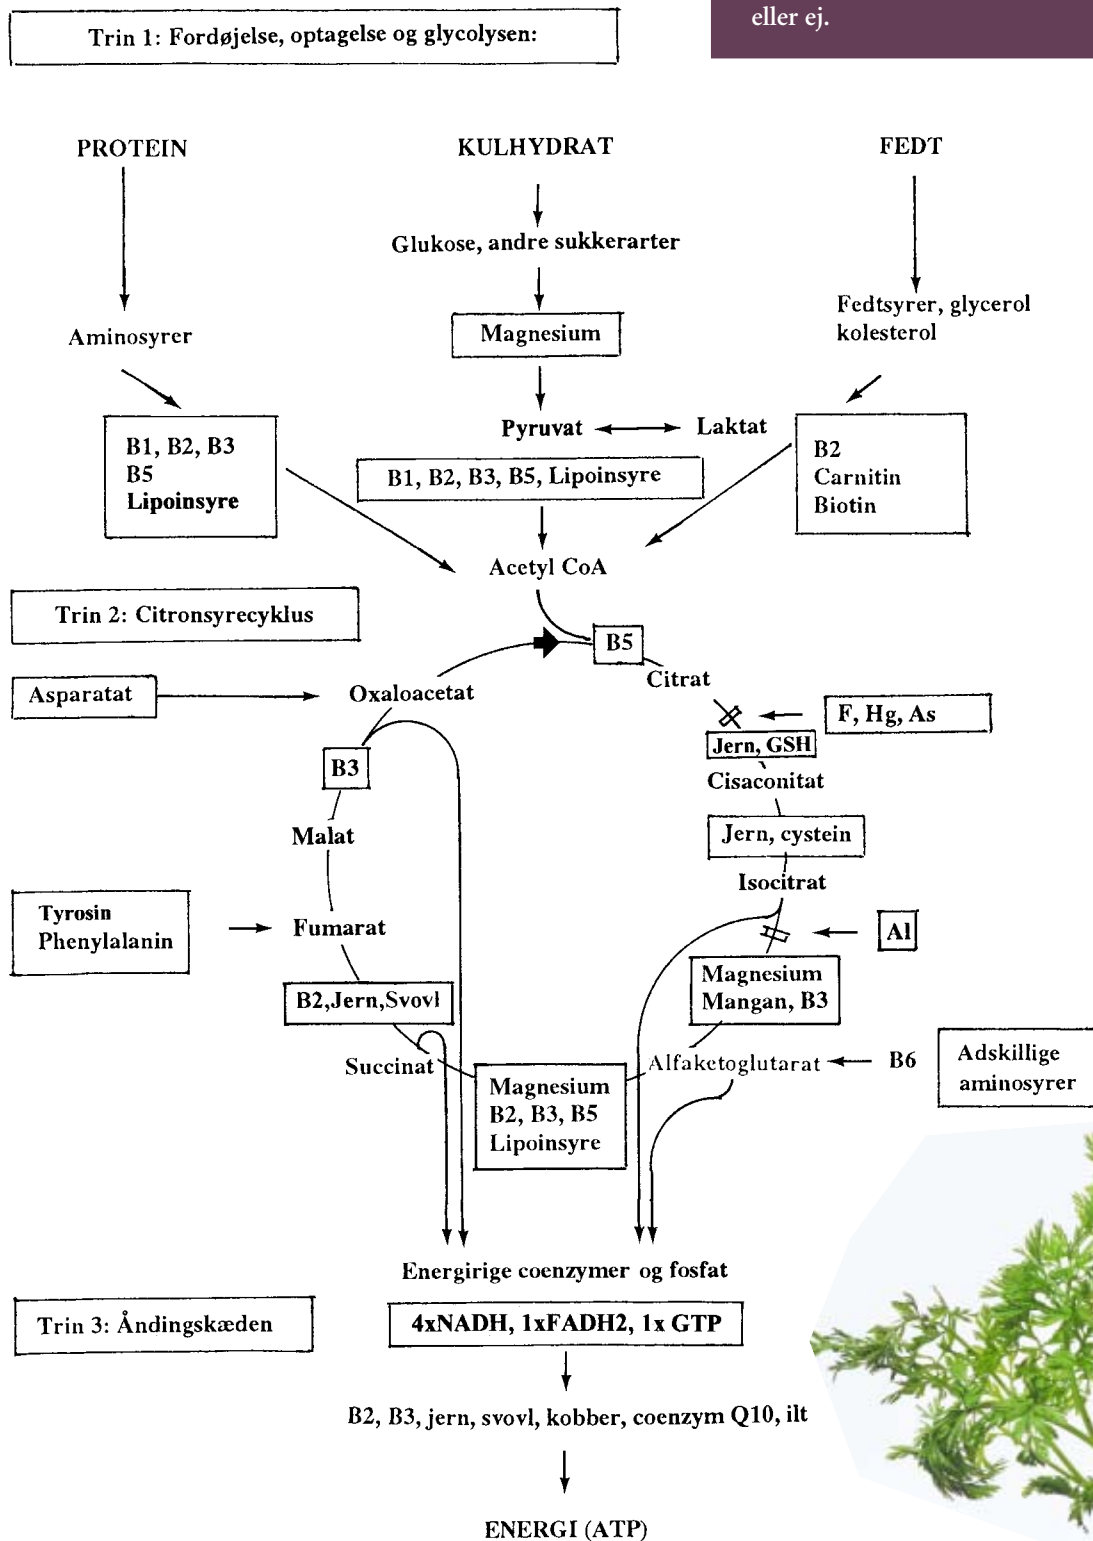 eller ej.
Trin 1: Fordøjelse, optagelse og glycolysen:
PROTEIN
KULHYDRAT
FEDT
Glukose, andre sukkerarter
Fedtsyrer, glycerol
kolesterol
Aminosyrer
Magnesium
Pyruvat
Laktat
B1, B2, B3
B5
Lipoinsyre
B1, B2, B3, B5, Lipoinsyre
B2
Carnitin
Biotin
Acetyl CoA
Trin 2: Citronsyrecyklus
B5
Citrat
Asparatat
Oxaloacetat
F, Hg, As
Jern, GSH
B3
Cisaconitat
Malat
Jern, cystein
Isocitrat
Tyrosin
Phenylalanin
Fumarat
Al
Magnesium
Mangan, B3
B2,Jern,Svovl
Succinat
Magnesium
B2, B3, B5
Lipoinsyre
Alfaketoglutarat
B6
Adskillige
aminosyrer
Energirige coenzymer og fosfat
Trin 3: Åndingskæden
4xNADH, 1xFADH2, 1x GTP
B2, B3, jern, svovl, kobber, coenzym Q10, ilt
ENERGI (ATP)